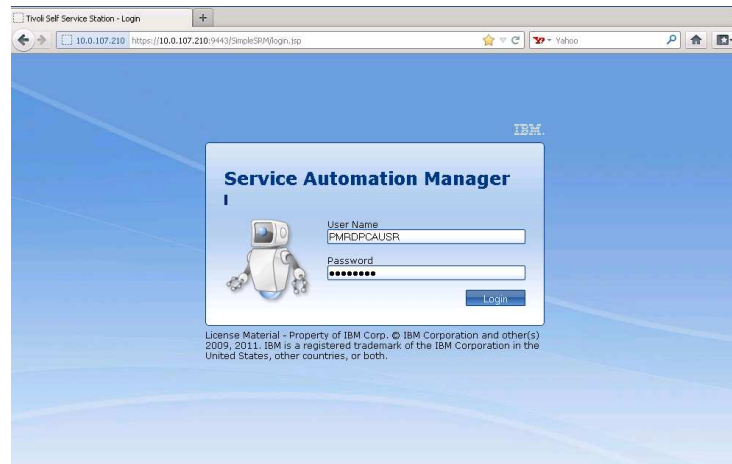 Tivoli Self Service Station - Login
+
10.0.107.210 https://10.0.107.210:9443/SimpleSRM/login.jsp
Yahoo
IBM.
Service Automation Manager
User Name
PMRDPCAUSR
Password
Login
License Material - Property of IBM Corp. © IBM Corporation and other(s)
2009, 2011. IBM is a registered trademark of the IBM Corporation in the
United States, other countries, or both.